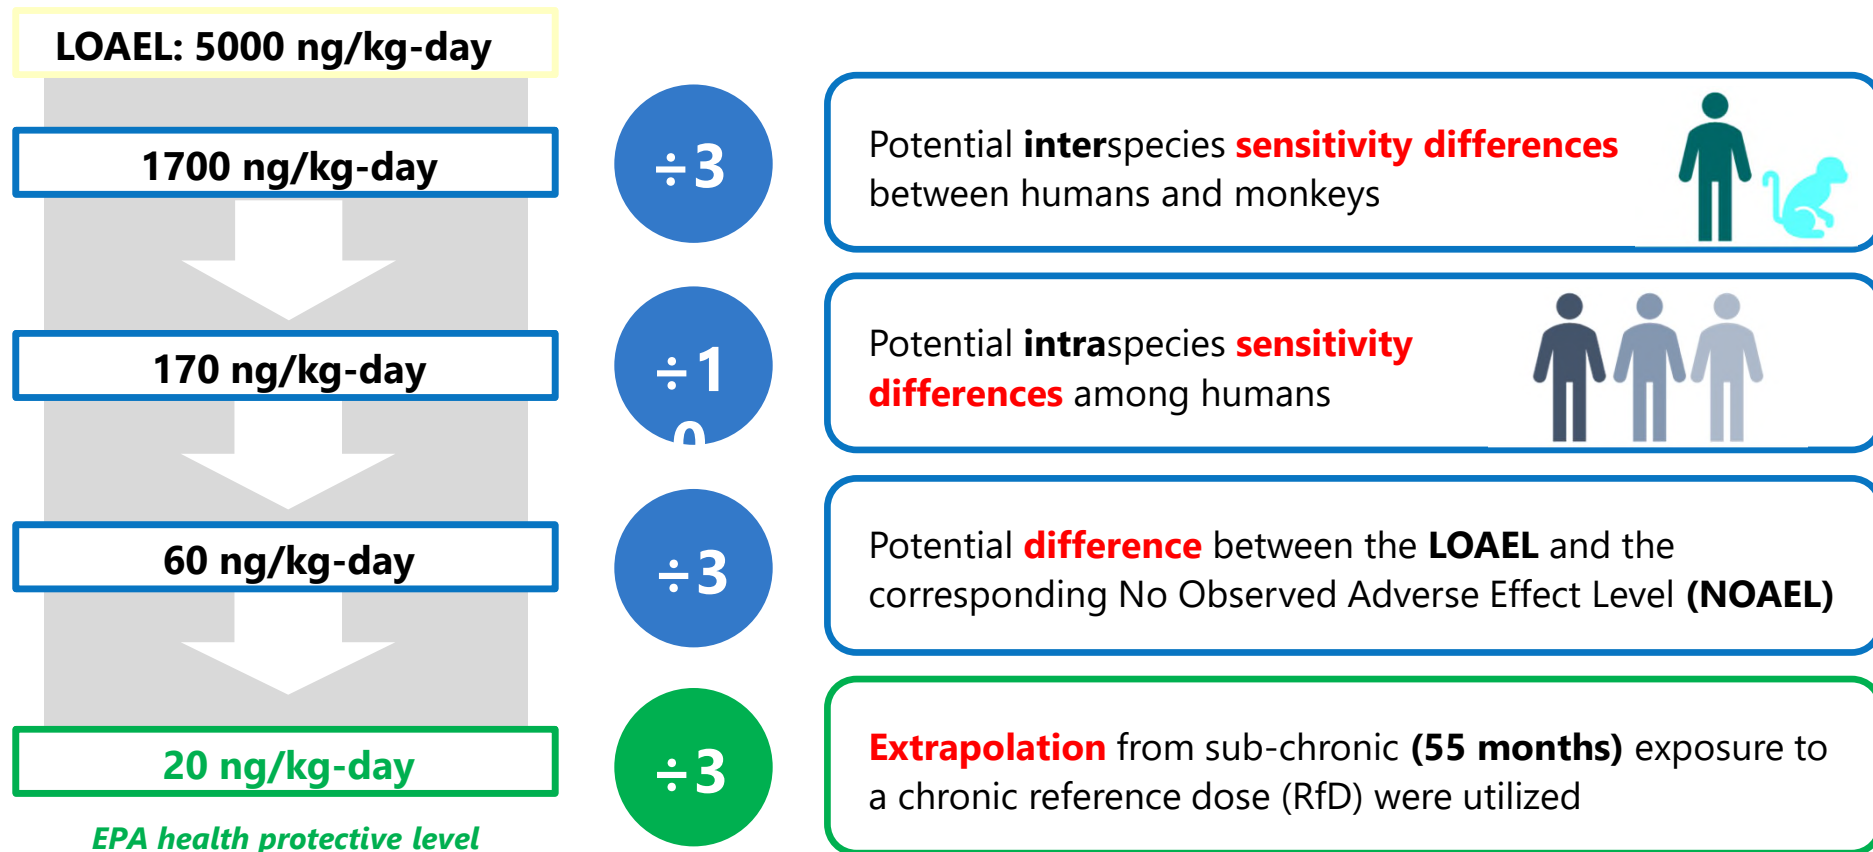 LOAEL: 5000 ng/kg-day
1700 ng/kg-day
÷3
Potential interspecies sensitivity differences
between humans and monkeys
170 ng/kg-day
÷1
0
Potential intraspecies sensitivity
differences among humans
60 ng/kg-day
÷3
Potential difference between the LOAEL and the
corresponding No Observed Adverse Effect Level (NOAEL)
20 ng/kg-day
÷3
Extrapolation from sub-chronic (55 months) exposure to
a chronic reference dose (RfD) were utilized
EPA health protective level